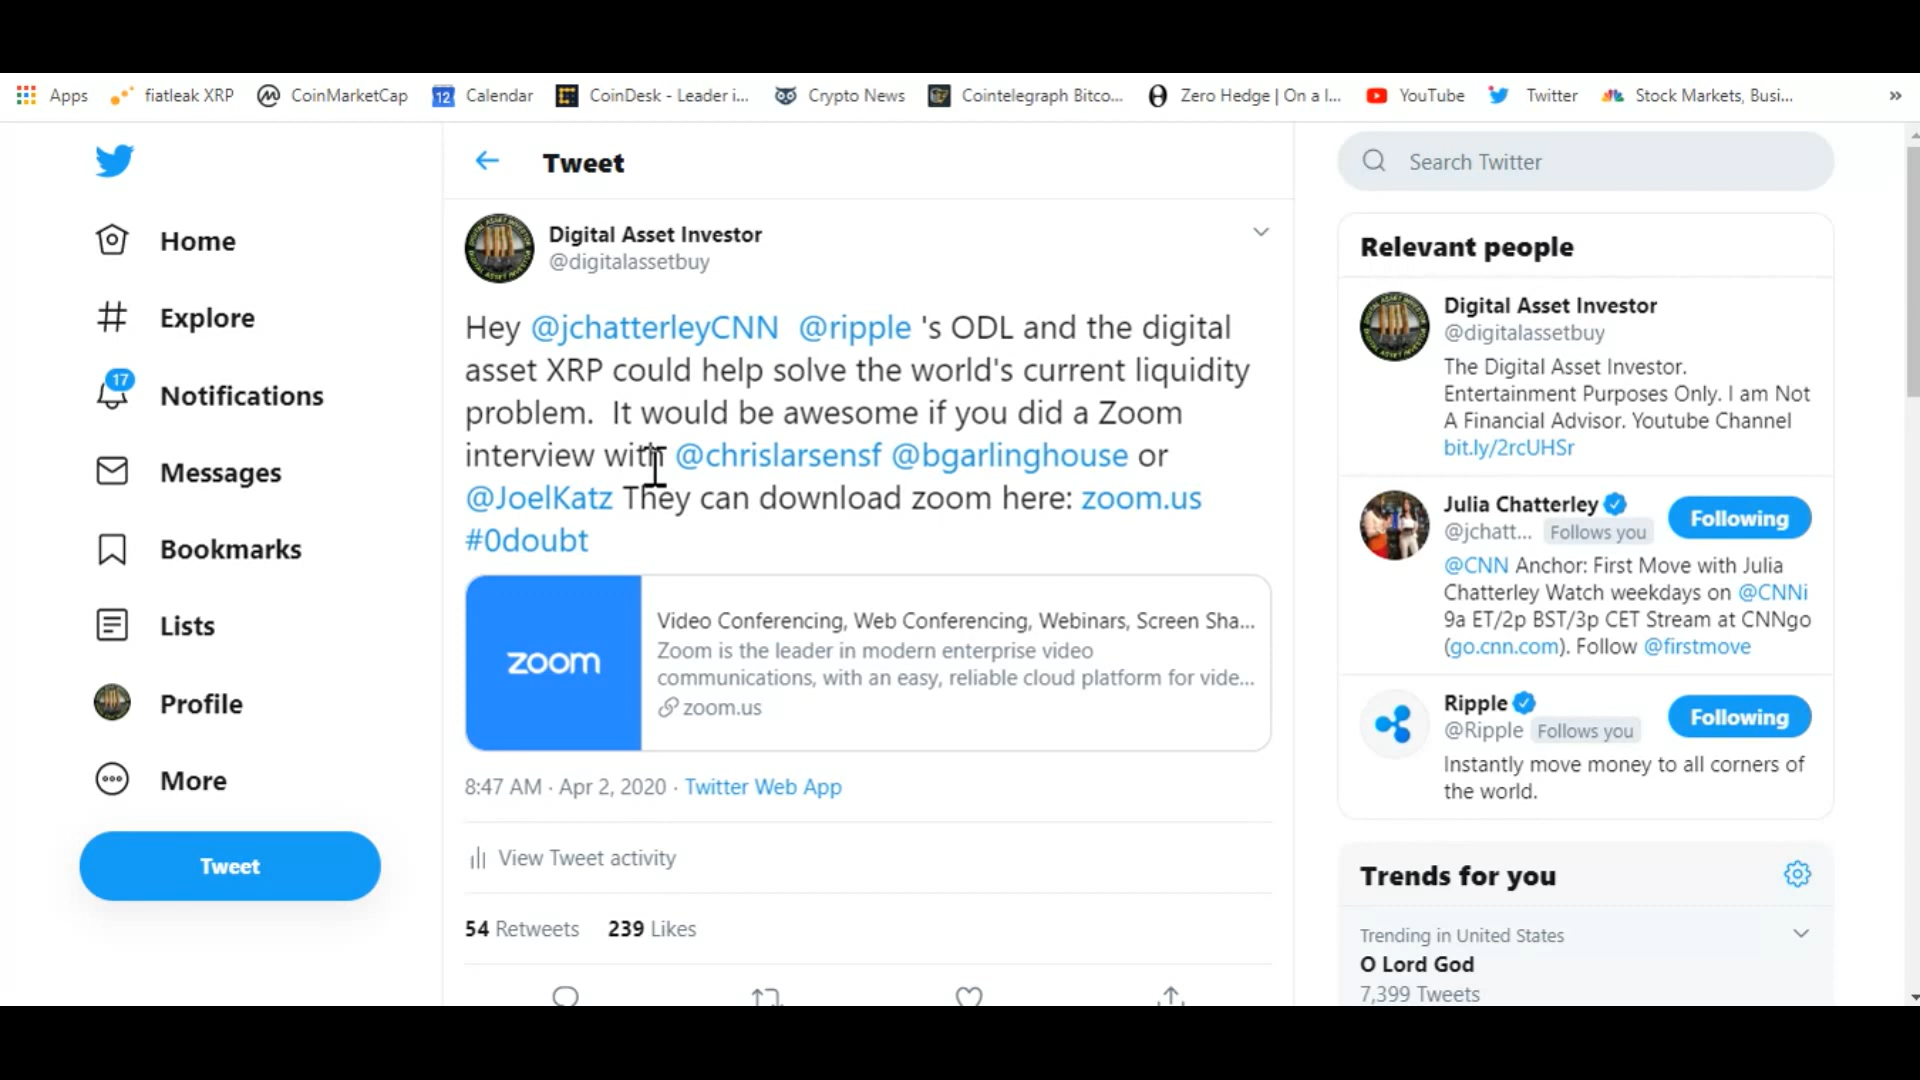 Apps fiatleak XRP CoinMarketCap 12 Calendar CoinDesk - Leader i... Crypto News Cointelegraph Bitco... Zero Hedge | On a l... YouTube Twitter Stock Markets, Busi... »
Home
Explore
17
Notifications
Messages
Bookmarks
Lists
Profile
More
Tweet
Tweet
Digital Asset Investor
@digitalassetbuy
Hey @jchatterleyCNN @ripple 's ODL and the digital
asset XRP could help solve the world's current liquidity
problem. It would be awesome if you did a Zoom
interview with @chrislarsensf @bgarlinghouse or
@JoelKatz They can download zoom here: zoom.us
#0doubt
zoom
Video Conferencing, Web Conferencing, Webinars, Screen Sha...
Zoom is the leader in modern enterprise video
communications, with an easy, reliable cloud platform for vide...
zoom.us
8:47 AM · Apr 2, 2020 · Twitter Web App
View Tweet activity
54 Retweets 239 Likes
Search Twitter
Relevant people
Digital Asset Investor
@digitalassetbuy
The Digital Asset Investor.
Entertainment Purposes Only. I am Not
A Financial Advisor. Youtube Channel
bit.ly/2rcUHSr
Julia Chatterley
@jchatt... Follows you
Following
@CNN Anchor: First Move with Julia
Chatterley Watch weekdays on @CNNi
9a ET/2p BST/3p CET Stream at CNNgo
(go.cnn.com). Follow @firstmove
Ripple
@Ripple Follows you
Following
Instantly move money to all corners of
the world.
Trends for you
Trending in United States
O Lord God
7,399 Tweets